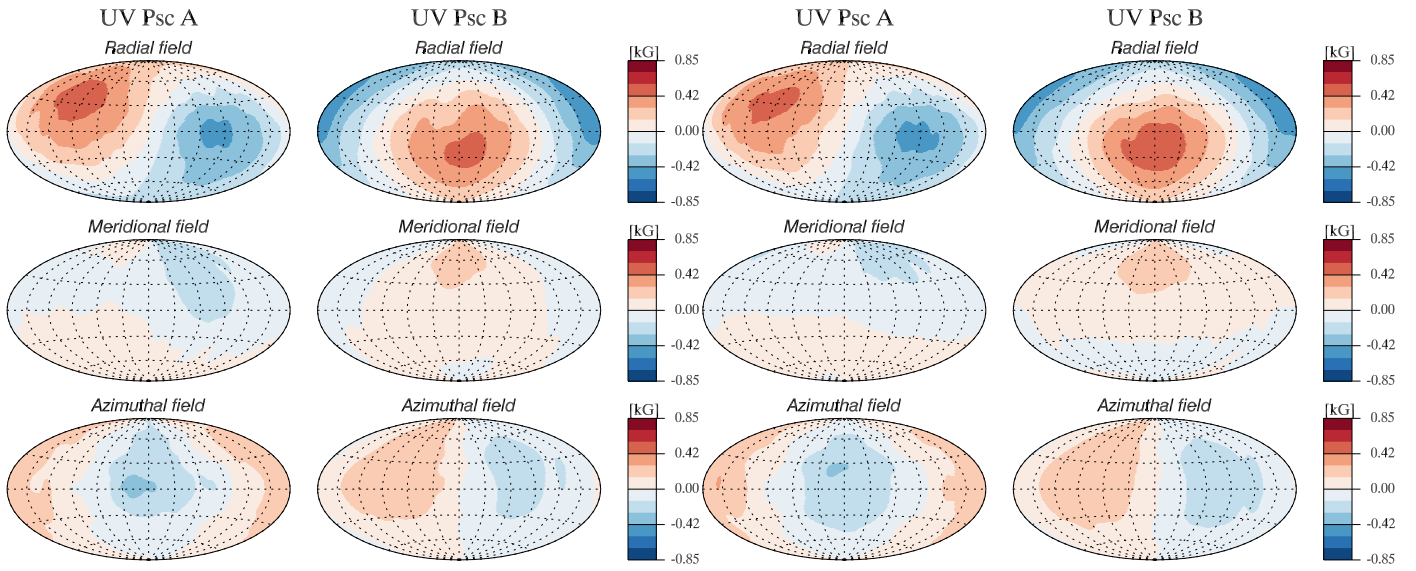 UV Psc A UV Psc B UV Psc A UV Psc B
Radial field Radial field Radial field Radial field
[kG] [kG]
0.85 0.85
0.42 0.42
0.00 0.00
-0.42 -0.42
-0.85 -0.85
Meridional field Meridional field Meridional field Meridional field
[kG] [kG]
0.85 0.85
0.42 0.42
0.00 0.00
-0.42 -0.42
-0.85 -0.85
Azimuthal field Azimuthal field Azimuthal field Azimuthal field
[kG] [kG]
0.85 0.85
0.42 0.42
0.00 0.00
-0.42 -0.42
-0.85 -0.85